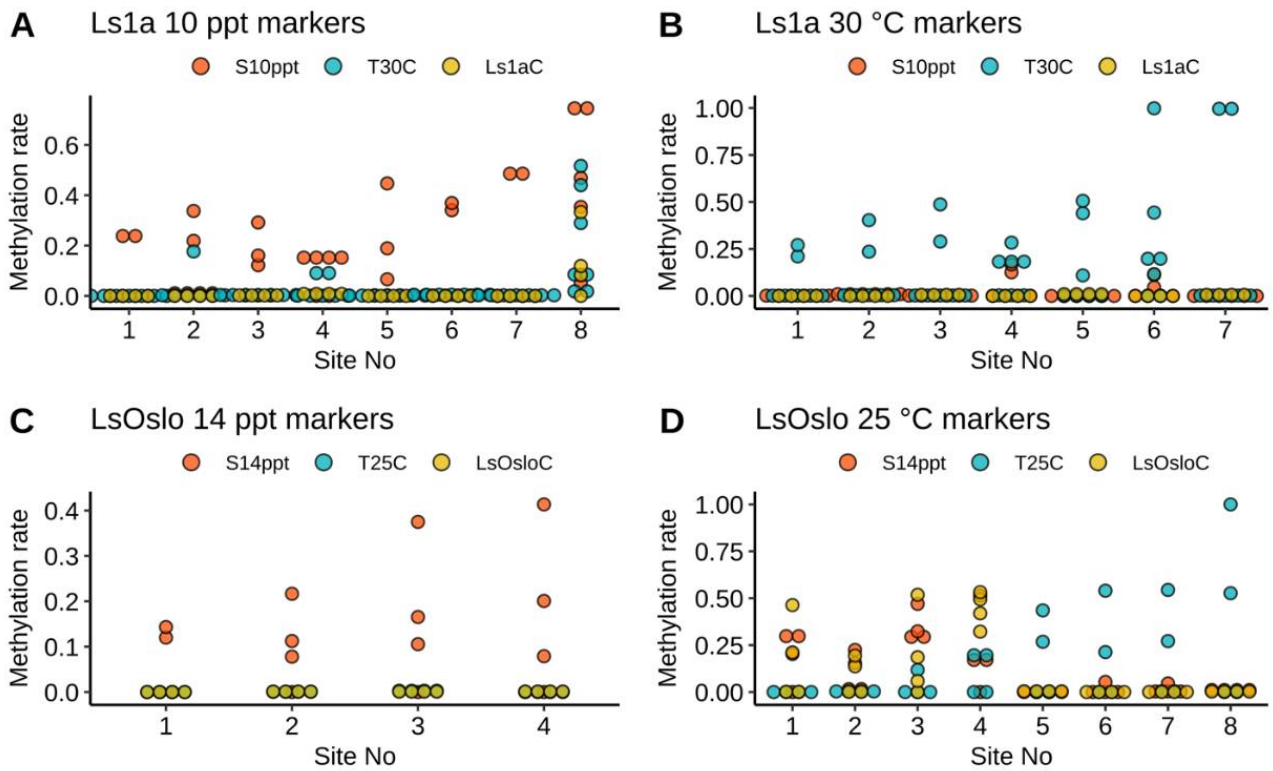 A Ls1a 10 ppt markers
S10ppt T30C Ls1aC
Methylation rate
0.6
0.4
0.2
0.0
1 2 3 4 5 6 7 8
Site No
B Ls1a 30 °C markers
S10ppt T30C Ls1aC
Methylation rate
1.00
0.75
0.50
0.25
0.00
1 2 3 4 5 6 7
Site No
C LsOslo 14 ppt markers
S14ppt T25C LsOsloC
Methylation rate
0.4
0.3
0.2
0.1
0.0
1 2 3 4
Site No
D LsOslo 25 °C markers
S14ppt T25C LsOsloC
Methylation rate
1.00
0.75
0.50
0.25
0.00
1 2 3 4 5 6 7 8
Site No